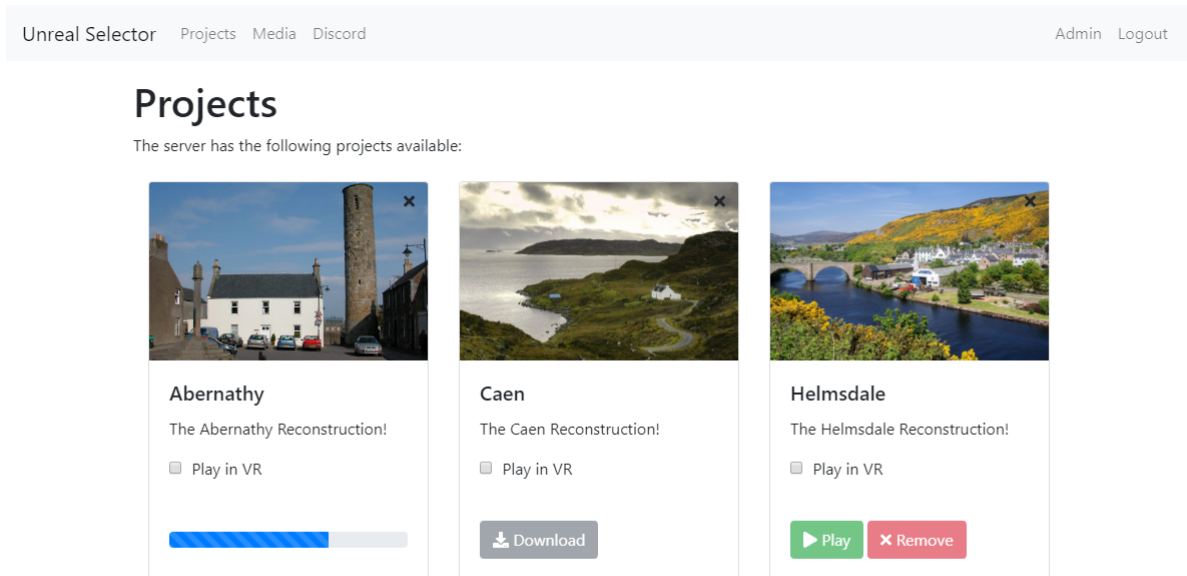 Unreal Selector Projects Media Discord Admin Logout
Projects
The server has the following projects available:
Abernathy
The Abernathy Reconstruction!
Play in VR
Caen
The Caen Reconstruction!
Play in VR
Download
Helmsdale
The Helmsdale Reconstruction!
Play in VR
Play Remove